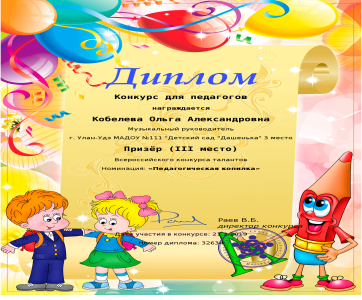 Диплом
Конкурс для педагогов
награждается
Кобелева Ольга Александровна
Музыкальный руководитель
г. Улан-Удэ МАДОУ №111 "Детский сад "Дашенька" 3 место
Призёр (III место)
Всероссийского конкурса талантов
Номинация: «Педагогическая копилка»
Раев В.Б.
директор конкурса
Дата участия в конкурсе:
Номер диплома: